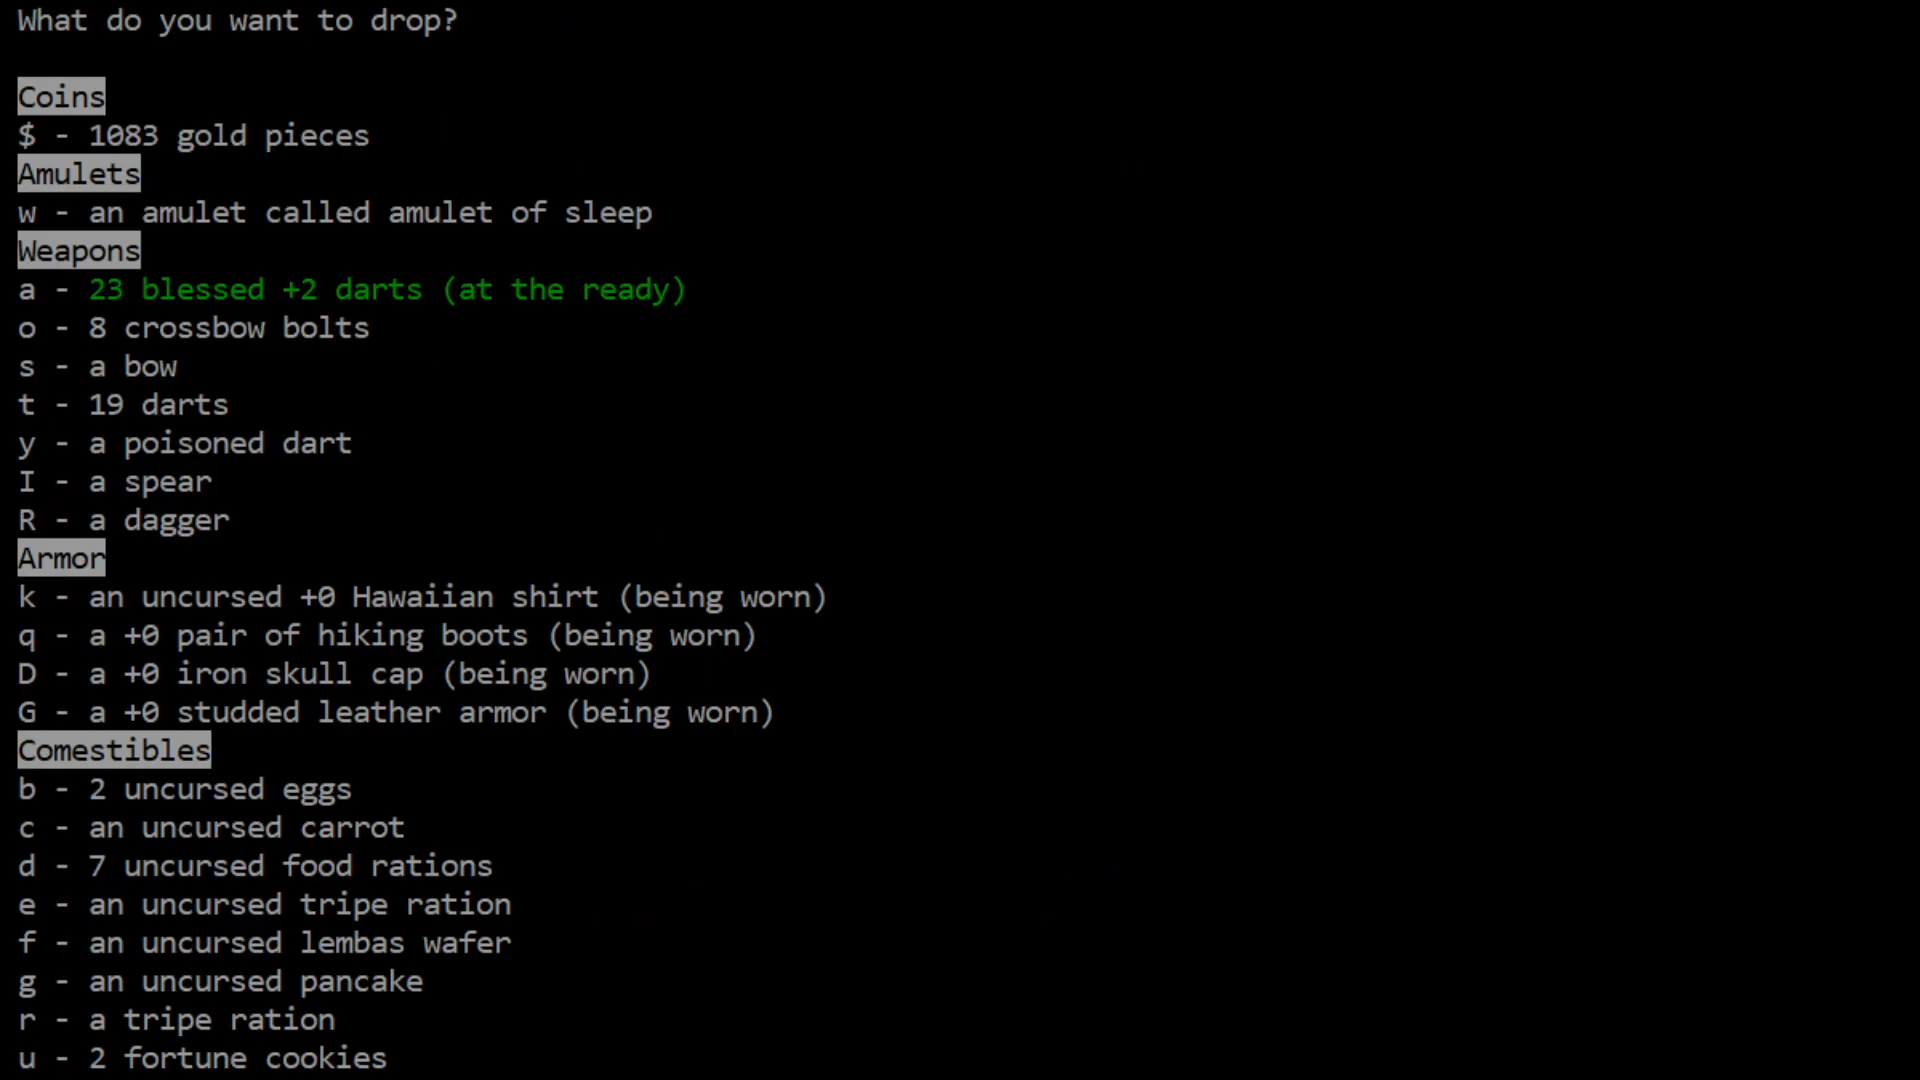 What do you want to drop?
Coins
$ - 1083 gold pieces
Amulets
w - an amulet called amulet of sleep
Weapons
a - 23 blessed +2 darts (at the ready)
o - 8 crossbow bolts
s - a bow
t - 19 darts
y - a poisoned dart
I - a spear
R - a dagger
Armor
k - an uncursed +0 Hawaiian shirt (being worn)
q - a +0 pair of hiking boots (being worn)
D - a +0 iron skull cap (being worn)
G - a +0 studded leather armor (being worn)
Comestibles
b - 2 uncursed eggs
c - an uncursed carrot
d - 7 uncursed food rations
e - an uncursed tripe ration
f - an uncursed lembas wafer
g - an uncursed pancake
r - a tripe ration
u - 2 fortune cookies